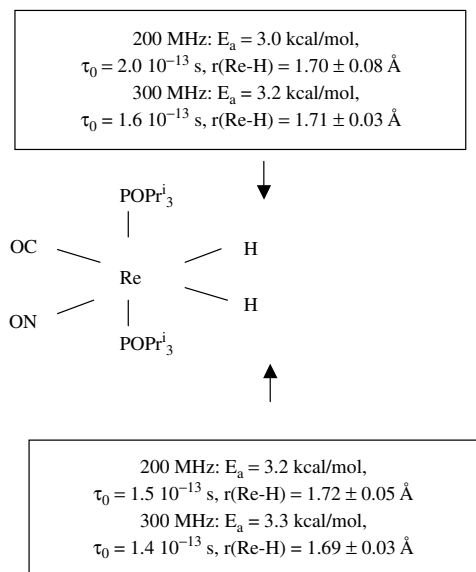 200 MHz: Eₐ = 3.0 kcal/mol,
τ₀ = 2.0 10⁻¹³ s, r(Re-H) = 1.70 ± 0.08 Å
300 MHz: Eₐ = 3.2 kcal/mol,
τ₀ = 1.6 10⁻¹³ s, r(Re-H) = 1.71 ± 0.03 Å
POPrⁱ₃
OC
H
Re
H
ON
POPrⁱ₃
200 MHz: Eₐ = 3.2 kcal/mol,
τ₀ = 1.5 10⁻¹³ s, r(Re-H) = 1.72 ± 0.05 Å
300 MHz: Eₐ = 3.3 kcal/mol,
τ₀ = 1.4 10⁻¹³ s, r(Re-H) = 1.69 ± 0.03 Å